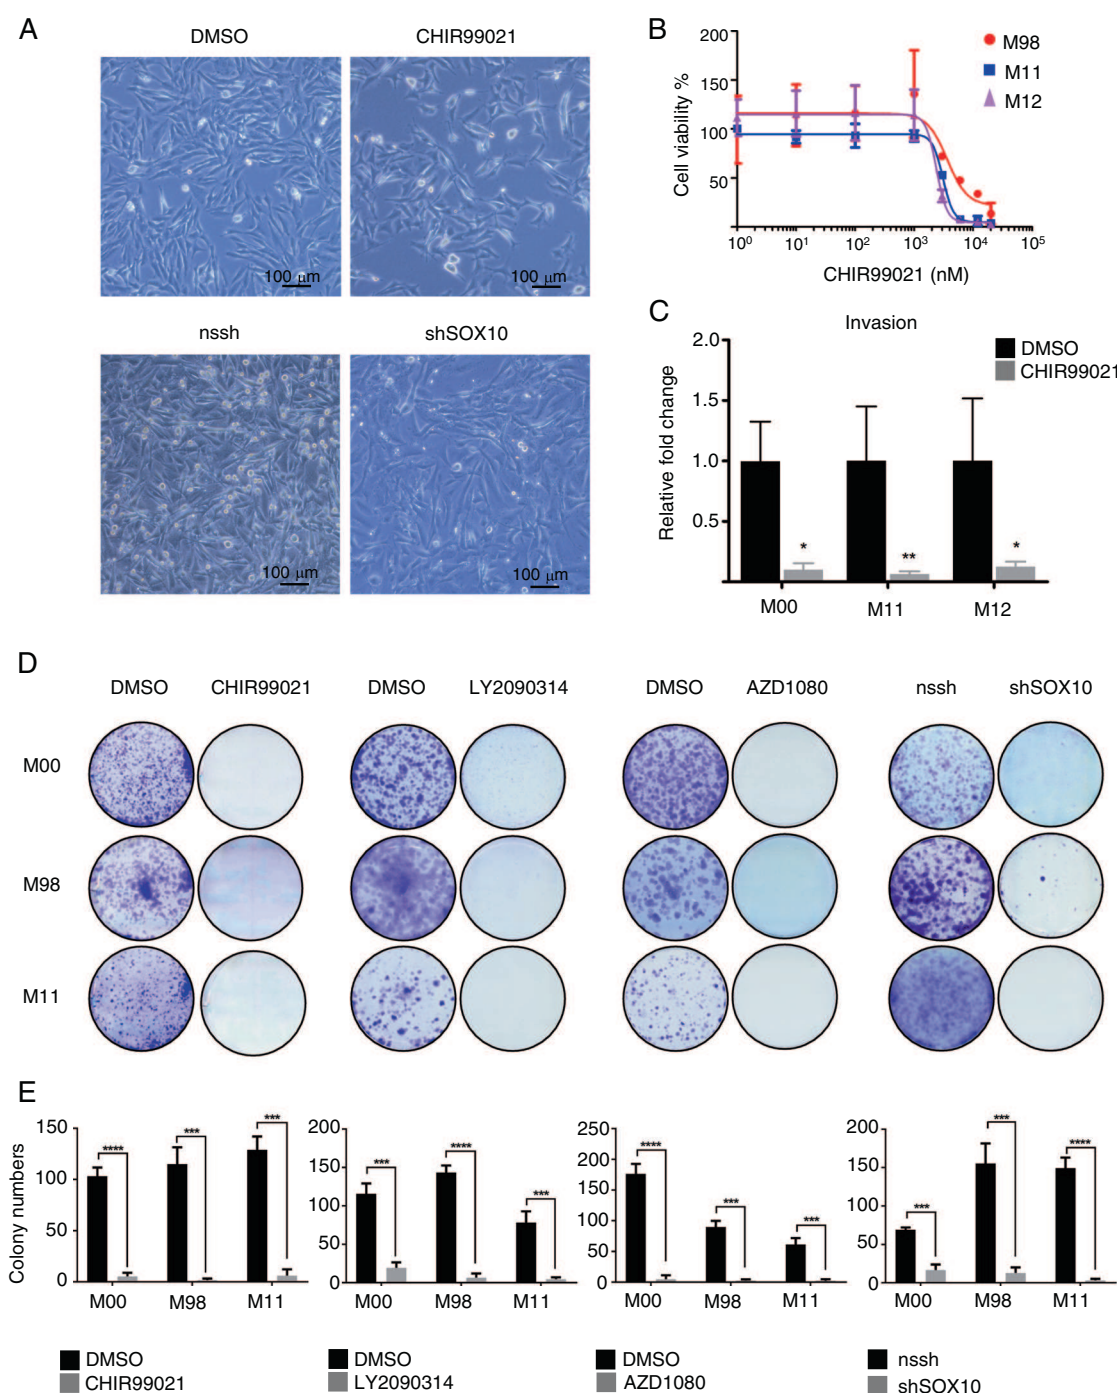 A
DMSO
CHIR99021
100 μm
100 μm
nssh
shSOX10
100 μm
100 μm
B
200
150
100
50
Cell viability %
10⁰
10¹
10²
10³
10⁴
10⁵
CHIR99021 (nM)
M98
M11
M12
C
Invasion
2.0
1.5
1.0
0.5
Relative fold change
DMSO
CHIR99021
*
**
*
M00
M11
M12
D
DMSO
CHIR99021
DMSO
LY2090314
DMSO
AZD1080
nssh
shSOX10
M00
M98
M11
E
Colony numbers
150
100
50
0
****
***
***
M00
M98
M11
DMSO
CHIR99021
200
150
100
50
0
***
****
***
M00
M98
M11
DMSO
LY2090314
250
200
150
100
50
0
****
***
***
M00
M98
M11
DMSO
AZD1080
200
150
100
50
0
***
***
****
M00
M98
M11
nssh
shSOX10